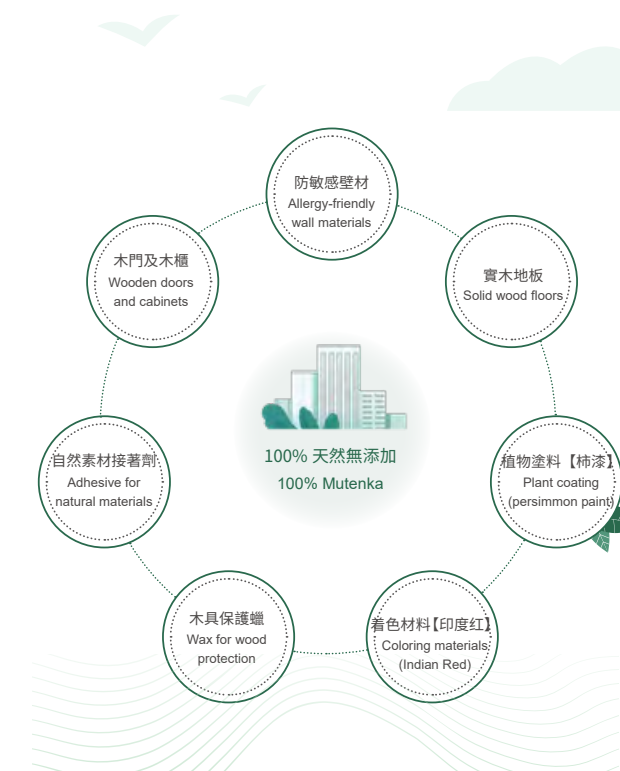 防敏感壁材
Allergy-friendly
wall materials
木門及木櫃
Wooden doors
and cabinets
實木地板
Solid wood floors
100% 天然無添加
100% Mutenka
自然素材接著劑
Adhesive for
natural materials
植物塗料【柿漆】
Plant coating
(persimmon paint)
木具保護蠟
Wax for wood
protection
着色材料【印度红】
Coloring materials
(Indian Red)